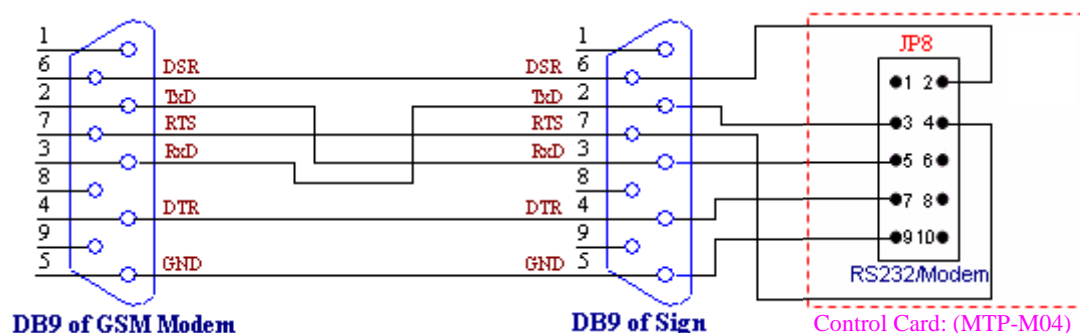 1
6 DSR
2 TxD
7 RTS
3 RxD
8
4 DTR
9
5 GND
DB9 of GSM Modem
1
DSR 6
TxD 2
RTS 7
RxD 3
8
DTR 4
9
GND 5
DB9 of Sign
JP8
1 2
3 4
5 6
7 8
9 10
RS232/Modem
Control Card: (MTP-M04)